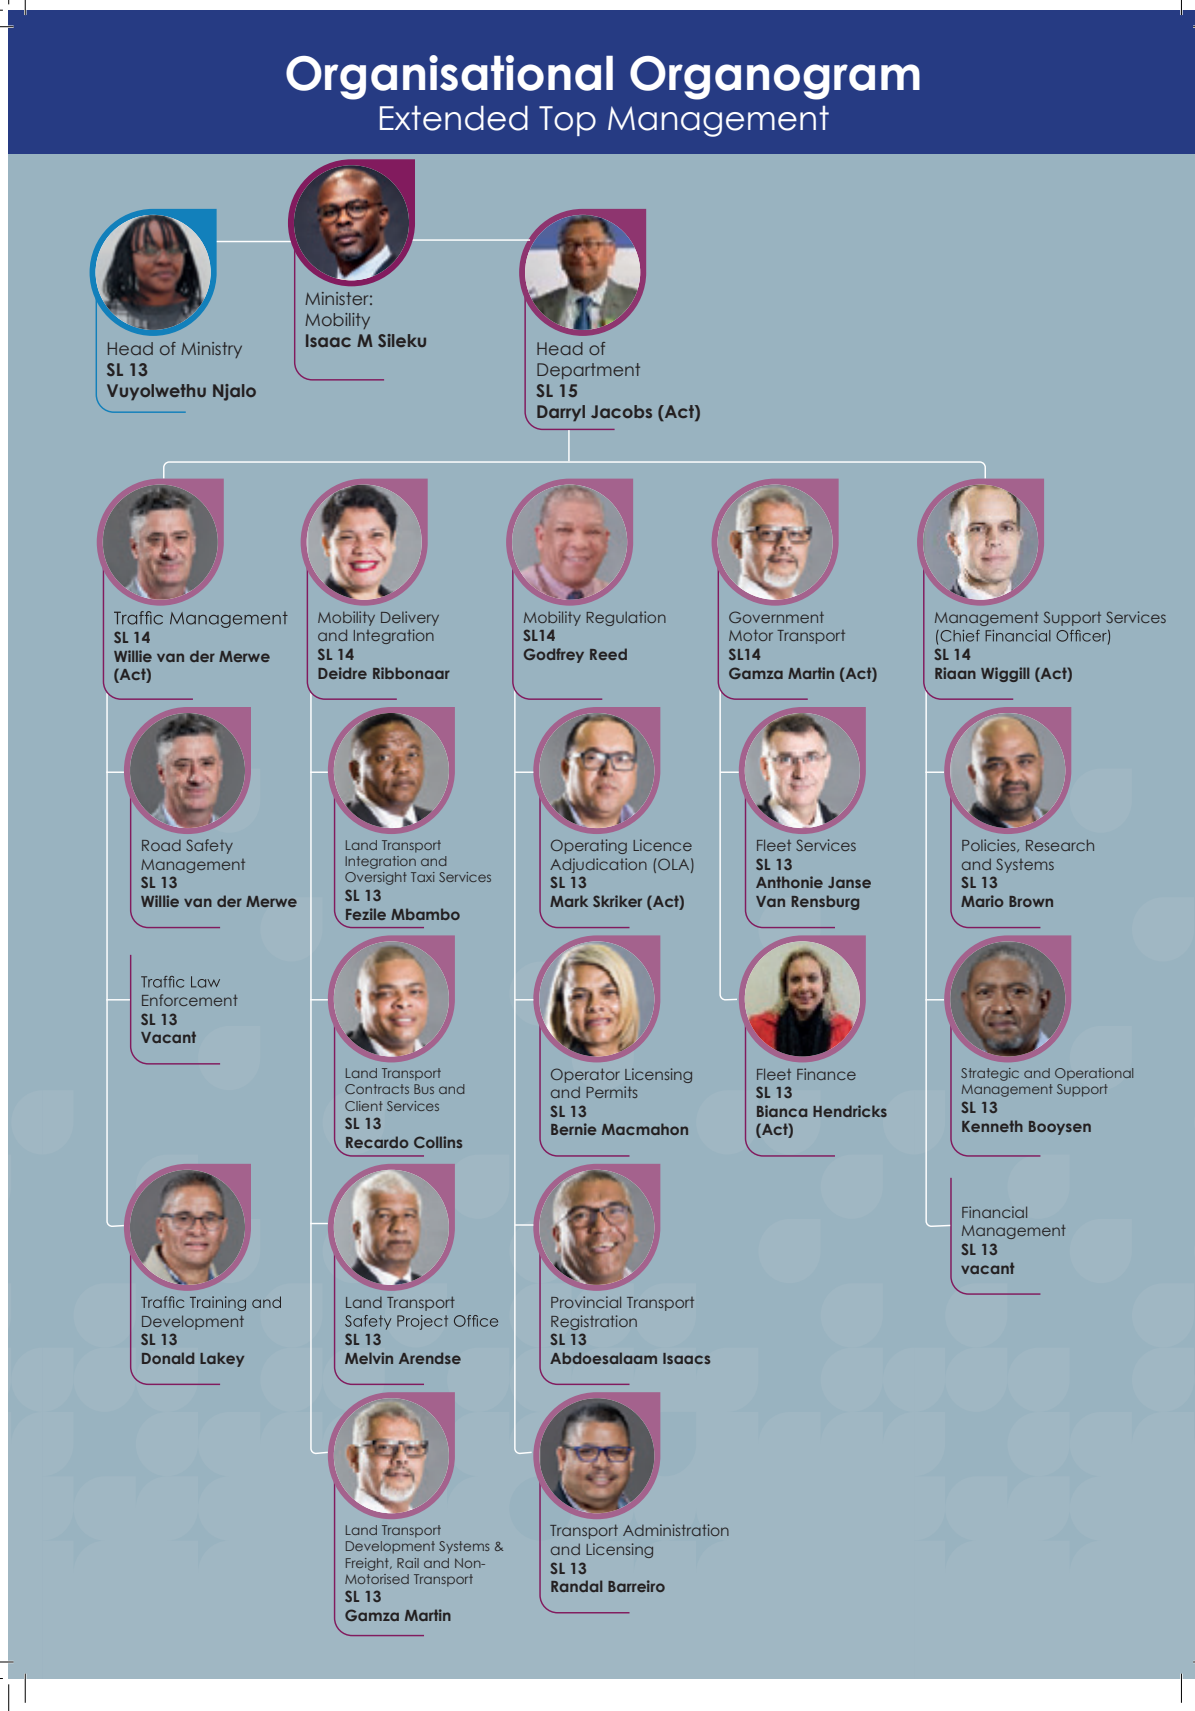 Organisational Organogram
Extended Top Management
Minister:
Mobility
Isaac M Sileku
Head of Ministry
SL 13
Vuyolwethu Njalo
Head of
Department
SL 15
Darryl Jacobs (Act)
Traffic Management
SL 14
Willie van der Merwe
(Act)
Mobility Delivery
and Integration
SL 14
Deidre Ribbonaar
Mobility Regulation
SL14
Godfrey Reed
Government
Motor Transport
SL14
Gamza Martin (Act)
Management Support Services
(Chief Financial Officer)
SL 14
Riaan Wiggill (Act)
Road Safety
Management
SL 13
Willie van der Merwe
Land Transport
Integration and
Oversight Taxi Services
SL 13
Fezile Mbambo
Operating Licence
Adjudication (OLA)
SL 13
Mark Skriker (Act)
Fleet Services
SL 13
Anthonie Janse
Van Rensburg
Policies, Research
and Systems
SL 13
Mario Brown
Traffic Law
Enforcement
SL 13
Vacant
Land Transport
Contracts Bus and
Client Services
SL 13
Recardo Collins
Operator Licensing
and Permits
SL 13
Bernie Macmahon
Fleet Finance
SL 13
Bianca Hendricks
(Act)
Strategic and Operational
Management Support
SL 13
Kenneth Booysen
Traffic Training and
Development
SL 13
Donald Lakey
Land Transport
Safety Project Office
SL 13
Melvin Arendse
Provincial Transport
Registration
SL 13
Abdoesalaam Isaacs
Financial
Management
SL 13
vacant
Land Transport
Development Systems &
Freight, Rail and Non-
Motorised Transport
SL 13
Gamza Martin
Transport Administration
and Licensing
SL 13
Randal Barreiro